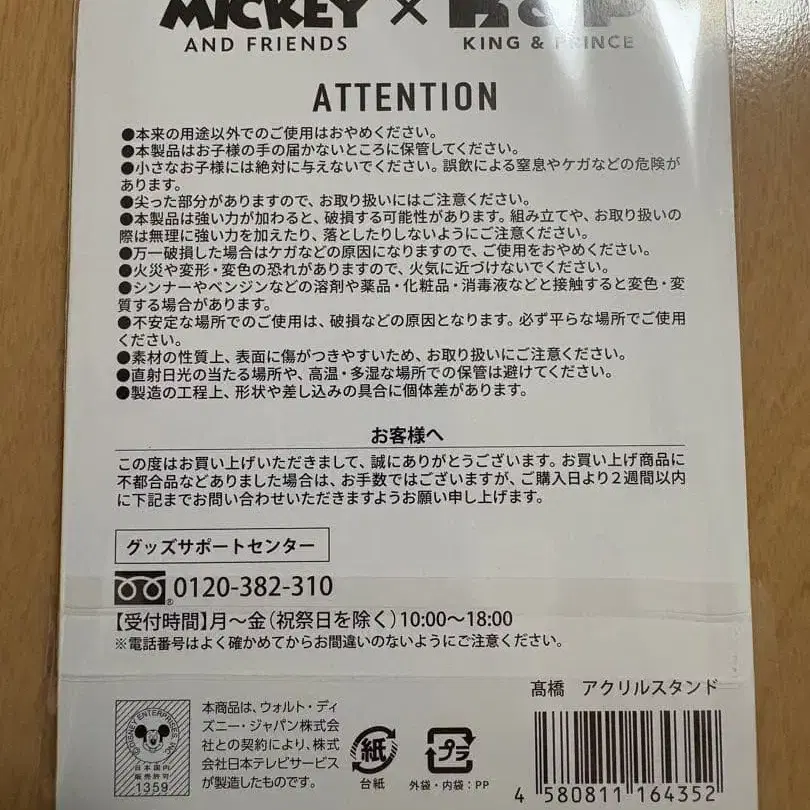 MICKEY × K&P
AND FRIENDS KING & PRINCE
ATTENTION
●本来の用途以外でのご使用はおやめください。
●本製品はお子様の手の届かないところに保管してください。
●小さなお子様には絶対に与えないでください。誤飲による窒息やケガなどの危険が
あります。
●尖った部分がありますので、お取り扱いにはご注意ください。
●本製品は強い力が加わると、破損する可能性があります。組み立てや、お取り扱いの
際は無理に強い力を加えたり、落としたりしないようにご注意ください。
●万一破損した場合はケガなどの原因になりますので、ご使用をおやめください。
●火災や変形・変色の恐れがありますので、火気に近づけないでください。
●シンナーやベンジンなどの溶剤や薬品・化粧品・消毒液などと接触すると変色・変
質する場合があります。
●不安定な場所でのご使用は、破損などの原因となります。必ず平らな場所でご使用
ください。
●素材の性質上、表面に傷がつきやすいため、お取り扱いにご注意ください。
●直射日光の当たる場所や、高温・多湿な場所での保管は避けてください。
●製造の工程上、形状や差し込みの具合に個体差があります。
お客様へ
この度はお買い上げいただきまして、誠にありがとうございます。お買い上げ商品に
不都合品などありました場合は、お手数ではございますが、ご購入日より2週間以内
に下記までお問い合わせいただきますようお願い申し上げます。
グッズサポートセンター
0120-382-310
【受付時間】月～金(祝祭日を除く)10:00～18:00
※電話番号はよく確かめてからお間違いのないようにご注意ください。
髙橋 アクリルスタンド
本商品は、ウォルト・ディ
ズニー・ジャパン株式会
社との契約により、株式
会社日本テレビサービス
が製造したものです。
©DISNEY ENTERPRISES, INC.
日本国内
販売許可
1359
紙
台紙
プラ
外袋・内袋:PP
4 580811 164352